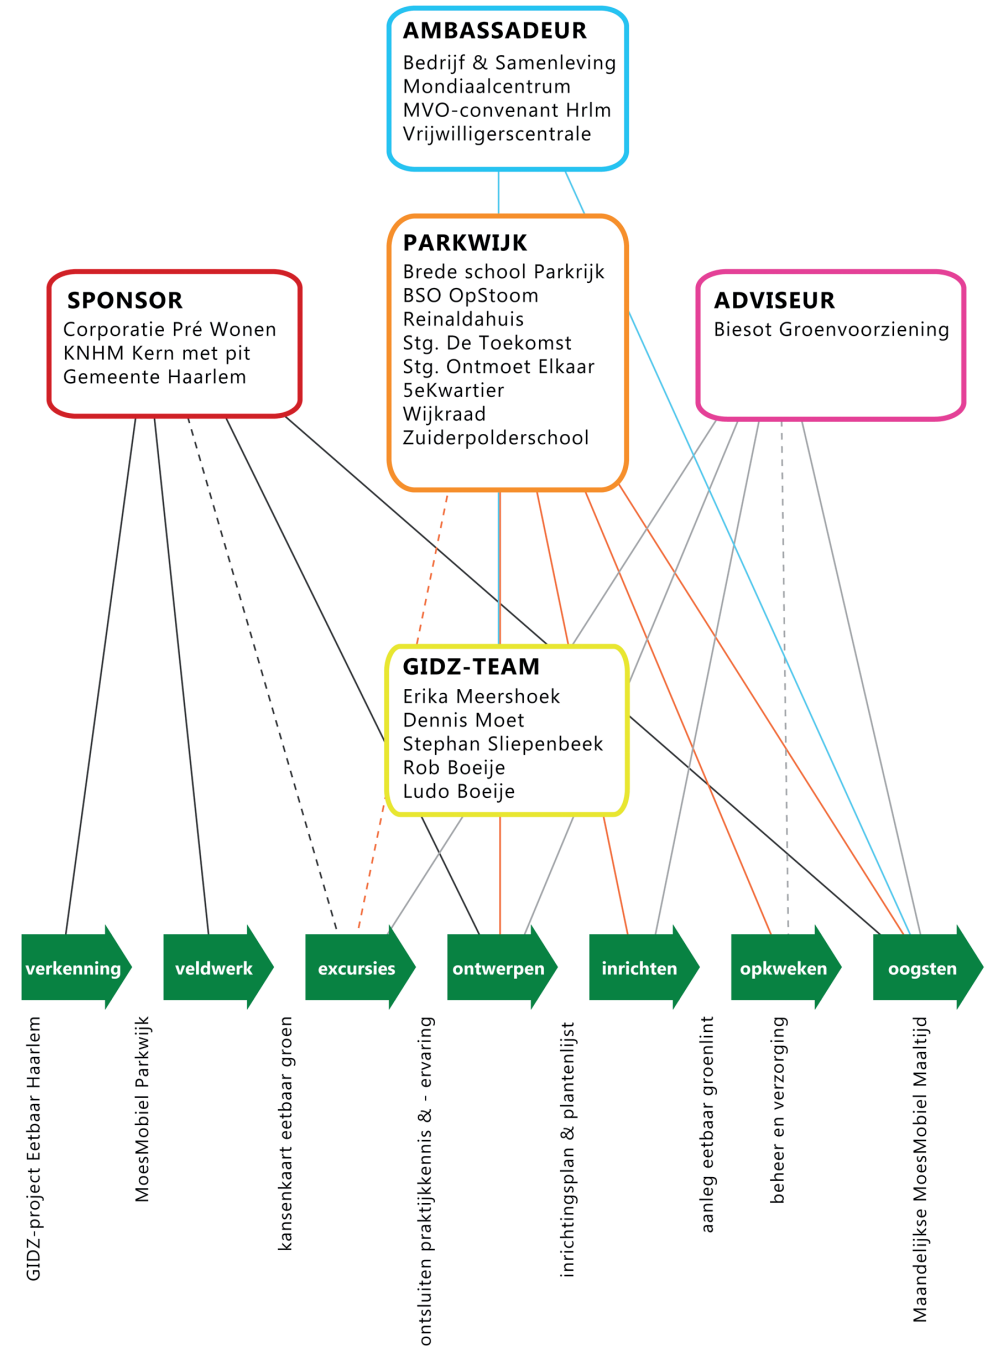 AMBASSADEUR
Bedrijf & Samenleving
Mondiaalcentrum
MVO-convenant Hrlm
Vrijwilligerscentrale
PARKWIJK
Brede school Parkrijk
BSO OpStoom
Reinaldahuis
Stg. De Toekomst
Stg. Ontmoet Elkaar
5eKwartier
Wijkraad
Zuiderpolderschool
SPONSOR
Corporatie Pré Wonen
KNHM Kern met pit
Gemeente Haarlem
ADVISEUR
Biesot Groenvoorziening
GIDZ-TEAM
Erika Meershoek
Dennis Moet
Stephan Sliepenbeek
Rob Boeije
Ludo Boeije
verkenning
veldwerk
excursies
ontwerpen
inrichten
opkweken
oogsten
GIDZ-project Eetbaar Haarlem
MoesMobiel Parkwijk
kansenkaart eetbaar groen
ontsluiten praktijkkennis & - ervaring
inrichtingsplan & plantenlijst
aanleg eetbaar groenlint
beheer en verzorging
Maandelijkse MoesMobiel Maaltijd